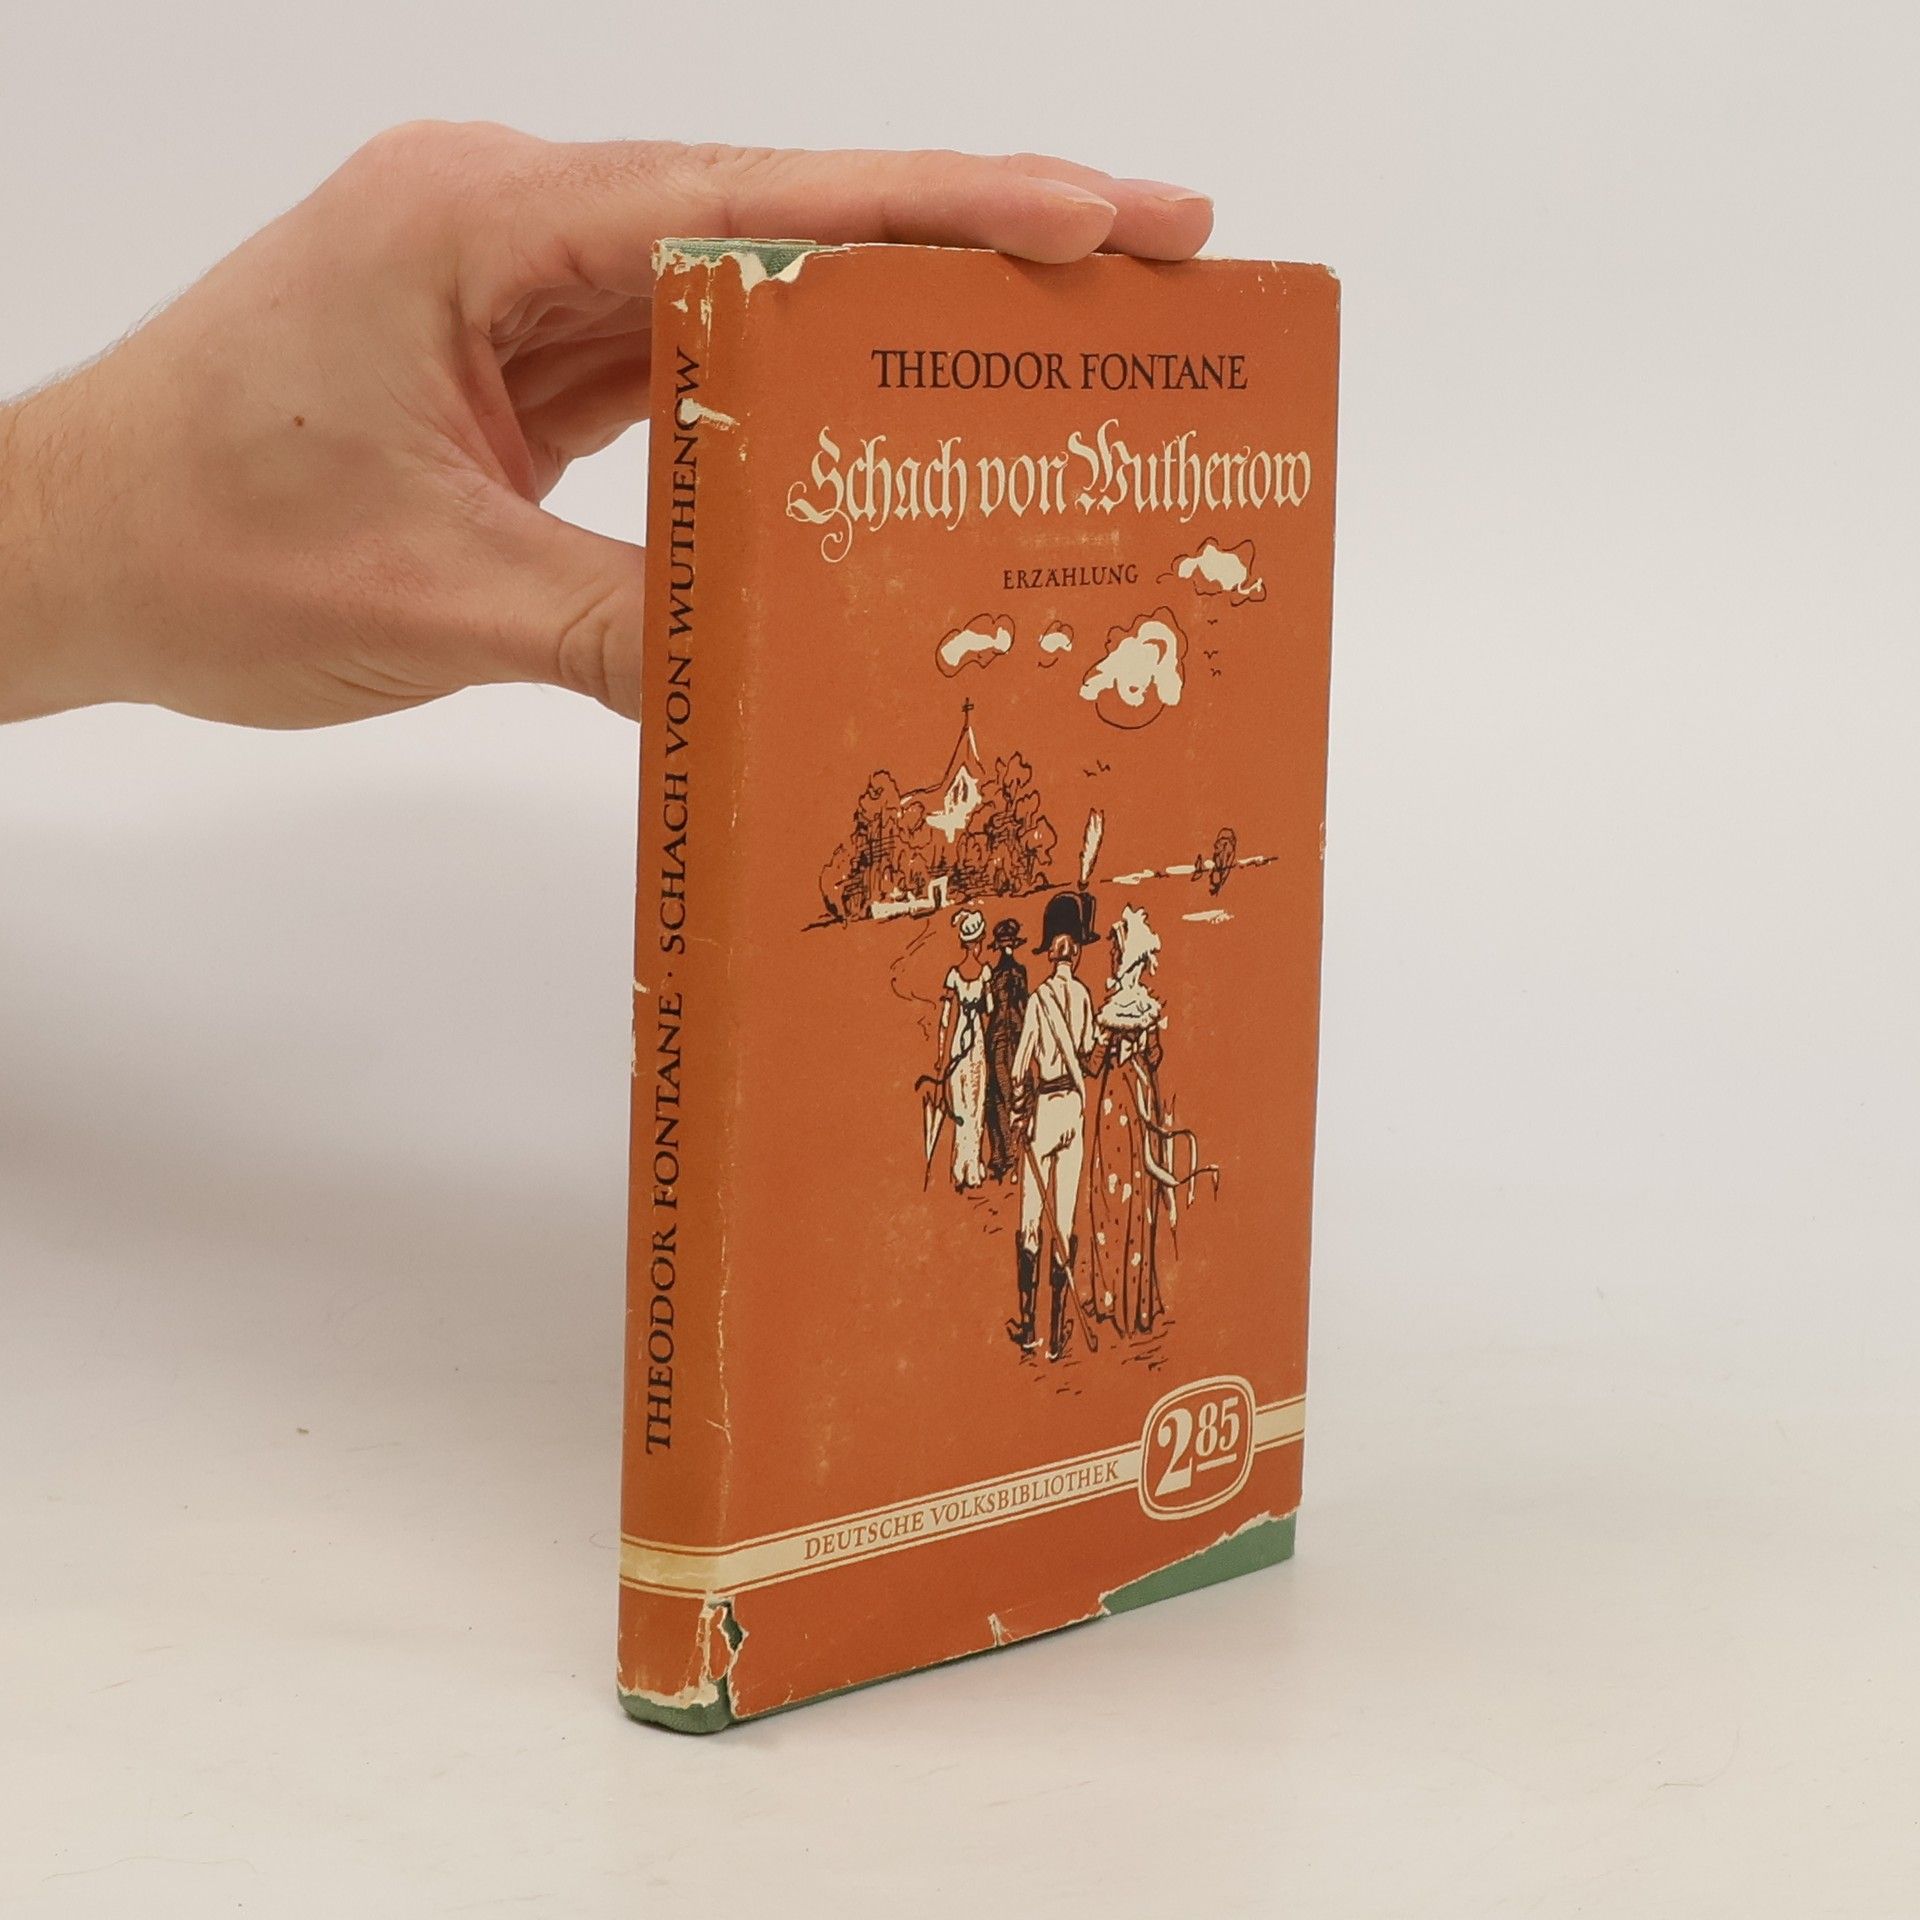 THEODOR FONTANE · SCHACH VON WUTHENOW
THEODOR FONTANE
Schach von Wuthenow
ERZÄHLUNG
DEUTSCHE VOLKSBIBLIOTHEK
2 85